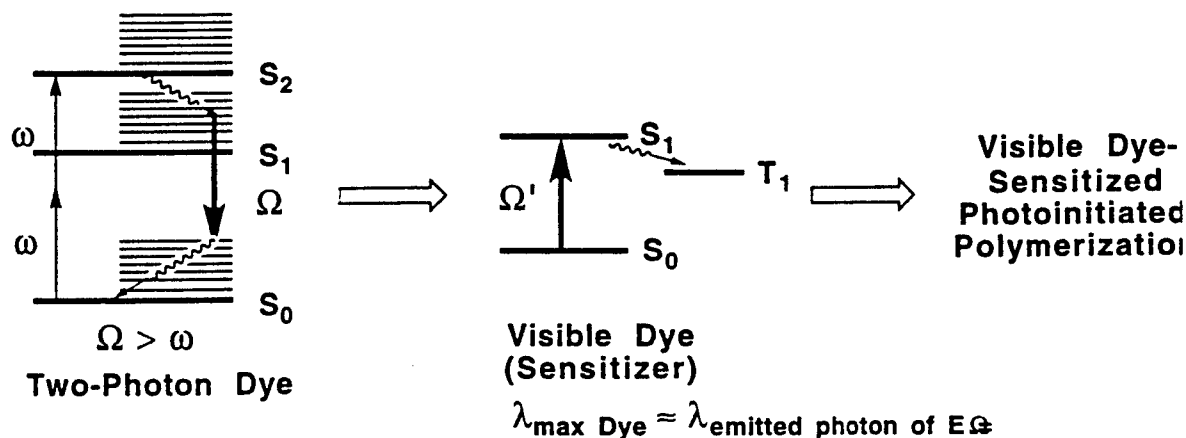 S₂
ω
S₁
Ω
ω
S₀
Ω > ω
Two-Photon Dye
S₁
T₁
Ω'
S₀
Visible Dye
(Sensitizer)
λmax Dye ≈ λemitted photon of E
Visible Dye-
Sensitized
Photoinitiated
Polymerization